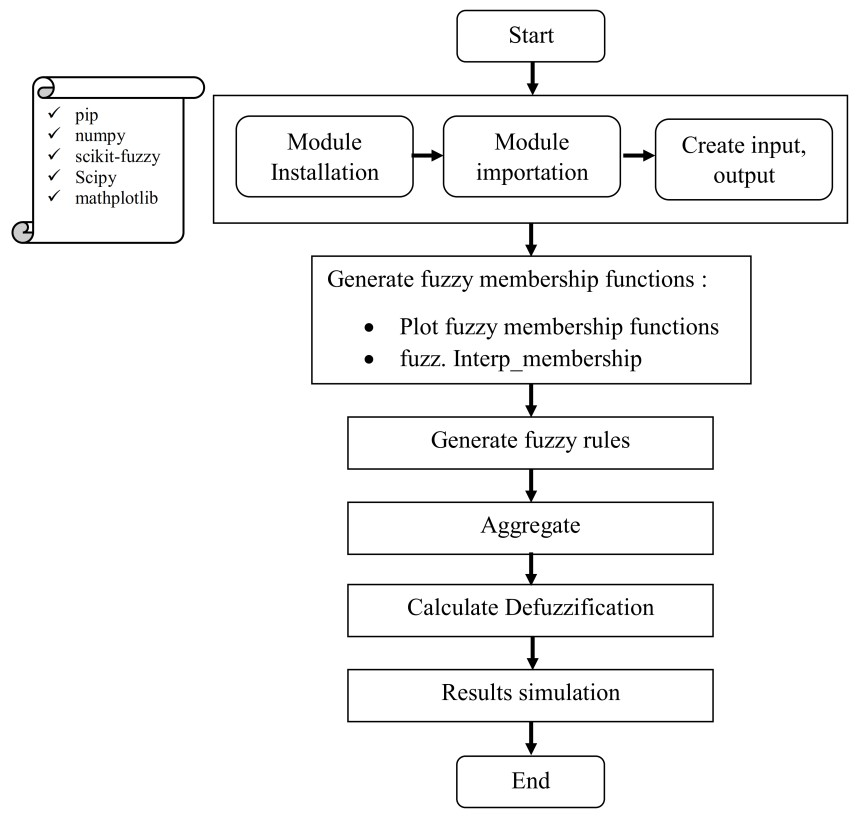 Start
pip
numpy
scikit-fuzzy
Scipy
mathplotlib
Module
Installation
Module
importation
Create input,
output
Generate fuzzy membership functions :
Plot fuzzy membership functions
fuzz. Interp_membership
Generate fuzzy rules
Aggregate
Calculate Defuzzification
Results simulation
End